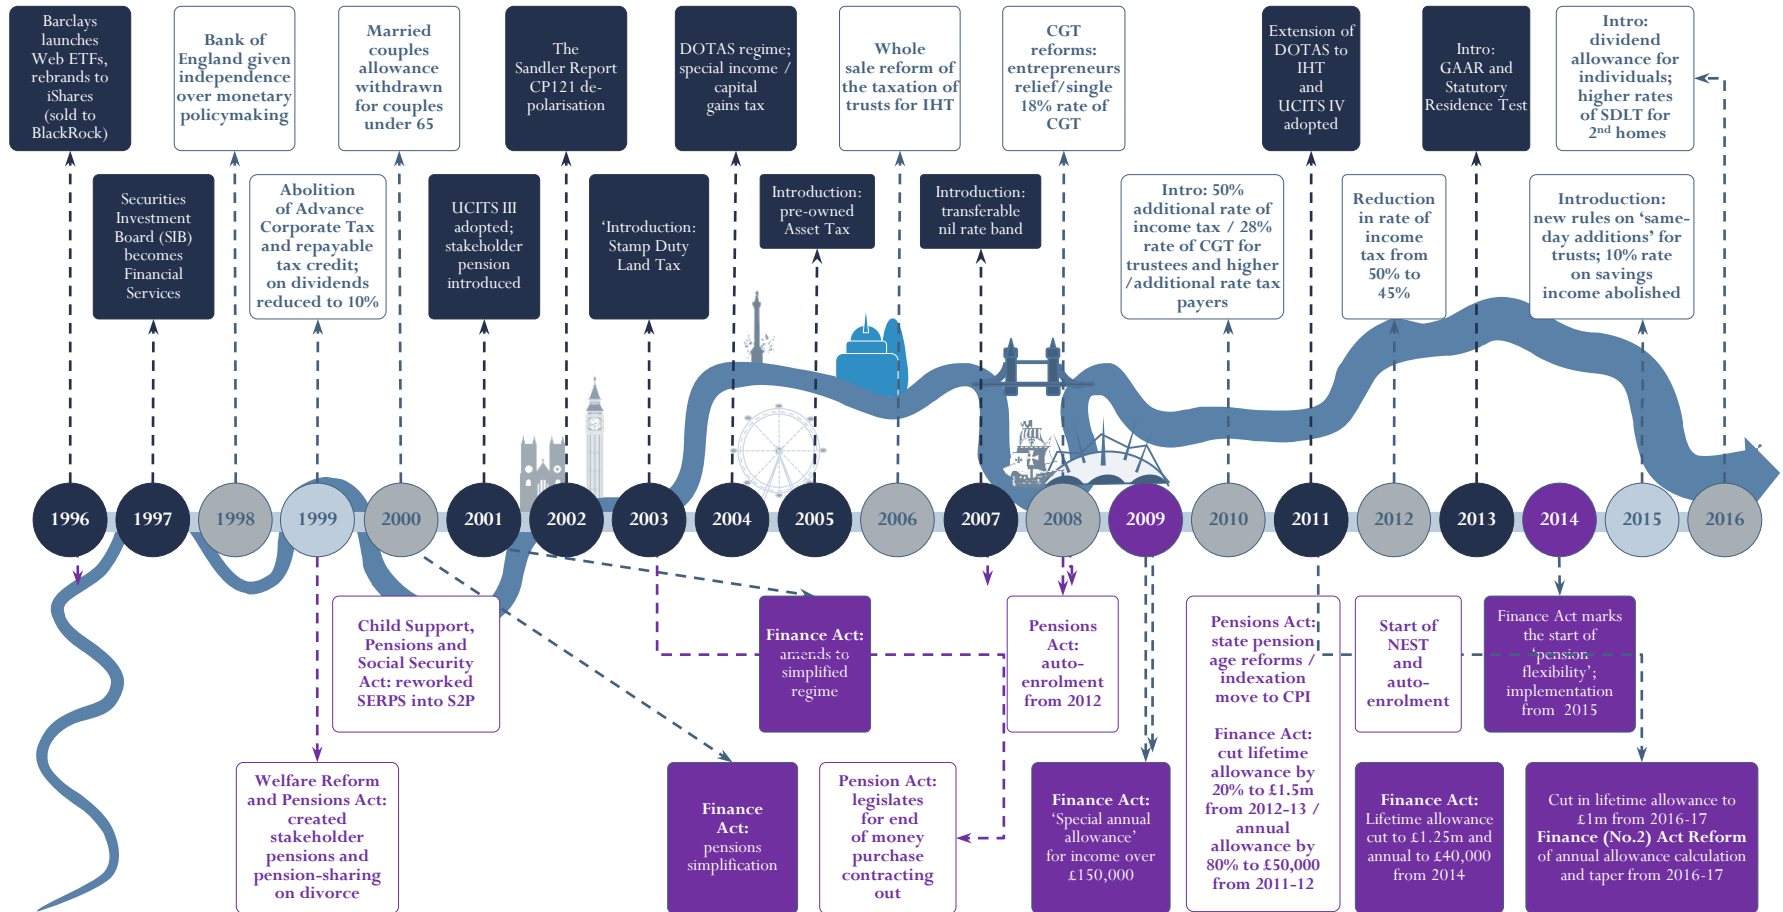 Barclays
launches
Web ETFs,
rebrands to
iShares
(sold to
BlackRock)
Bank of
England given
independence
over monetary
policymaking
Married
couples
allowance
withdrawn
for couples
under 65
The
Sandler Report
CP121 de-
polarisation
DOTAS regime;
special income /
capital
gains tax
Whole
sale reform of
the taxation of
trusts for IHT
CGT
reforms:
entrepreneurs
relief/single
18% rate of
CGT
Extension of
DOTAS to
IHT
and
UCITS IV
adopted
Intro:
GAAR and
Statutory
Residence Test
Intro:
dividend
allowance for
individuals;
higher rates
of SDLT for
2nd homes
Securities
Investment
Board (SIB)
becomes
Financial
Services
Abolition
of Advance
Corporate Tax
and repayable
tax credit;
on dividends
reduced to 10%
UCITS III
adopted;
stakeholder
pension
introduced
‘Introduction:
Stamp Duty
Land Tax
Introduction:
pre-owned
Asset Tax
Introduction:
transferable
nil rate band
Intro: 50%
additional rate of
income tax / 28%
rate of CGT for
trustees and higher
/additional rate tax
payers
Reduction
in rate of
income
tax from
50% to
45%
Introduction:
new rules on ‘same-
day additions’ for
trusts; 10% rate
on savings
income abolished
1996
1997
1998
1999
2000
2001
2002
2003
2004
2005
2006
2007
2008
2009
2010
2011
2012
2013
2014
2015
2016
Child Support,
Pensions and
Social Security
Act: reworked
SERPS into S2P
Finance Act:
amends to
simplified
regime
Pensions
Act:
auto-
enrolment
from 2012
Pensions Act:
state pension
age reforms /
indexation
move to CPI
Finance Act:
cut lifetime
allowance by
20% to £1.5m
from 2012-13 /
annual
allowance by
80% to £50,000
from 2011-12
Start of
NEST
and
auto-
enrolment
Finance Act marks
the start of
‘pension
flexibility’;
implementation
from 2015
Welfare Reform
and Pensions Act:
created
stakeholder
pensions and
pension-sharing
on divorce
Finance
Act:
pensions
simplification
Pension Act:
legislates
for end
of money
purchase
contracting
out
Finance Act:
‘Special annual
allowance’
for income over
£150,000
Finance Act:
Lifetime allowance
cut to £1.25m and
annual to £40,000
from 2014
Cut in lifetime allowance to
£1m from 2016-17
Finance (No.2) Act Reform
of annual allowance calculation
and taper from 2016-17